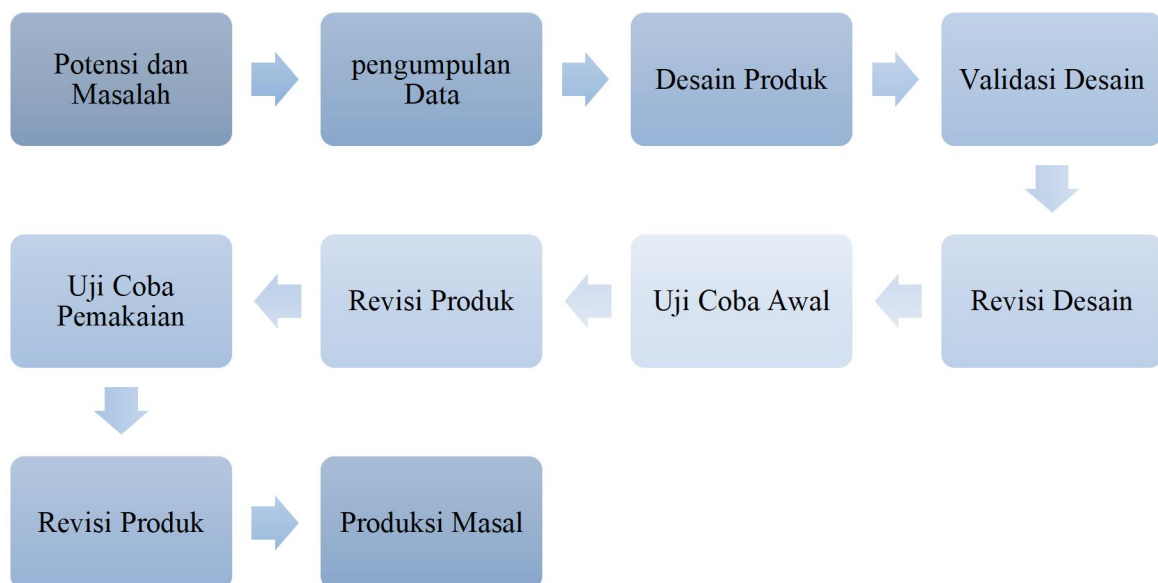 Potensi dan
Masalah
pengumpulan
Data
Desain Produk
Validasi Desain
Revisi Desain
Uji Coba Awal
Revisi Produk
Uji Coba
Pemakaian
Revisi Produk
Produksi Masal